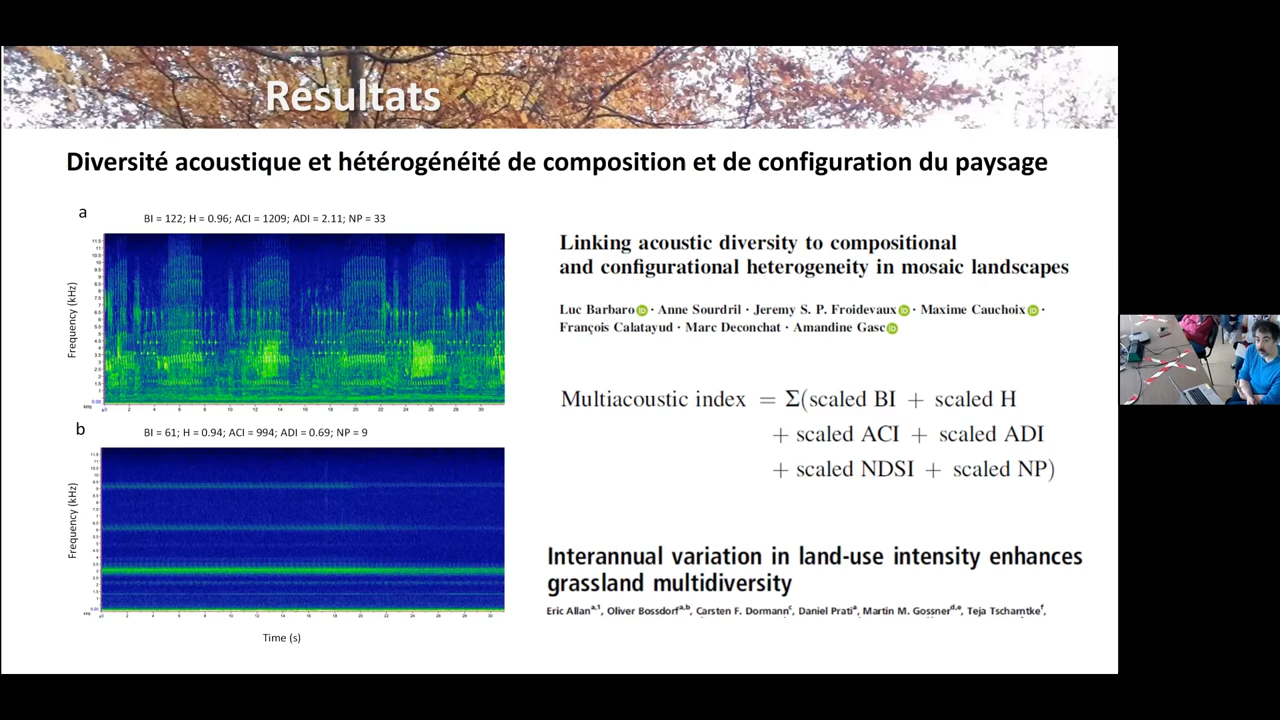 Résultats
Diversité acoustique et hétérogénéité de composition et de configuration du paysage
a
BI = 122; H = 0.96; ACI = 1209; ADI = 2.11; NP = 33
Frequency (kHz)
b
BI = 61; H = 0.94; ACI = 994; ADI = 0.69; NP = 9
Frequency (kHz)
Time (s)
Linking acoustic diversity to compositional
and configurational heterogeneity in mosaic landscapes
Luc Barbaro iD · Anne Sourdril · Jeremy S. P. Froidevaux iD · Maxime Cauchoix iD ·
François Calatayud · Marc Deconchat · Amandine Gasc iD
Multiacoustic index = Σ(scaled BI + scaled H
+ scaled ACI + scaled ADI
+ scaled NDSI + scaled NP)
Interannual variation in land-use intensity enhances
grassland multidiversity
Eric Allan a,1, Oliver Bossdorf a,b, Carsten F. Dormann c, Daniel Prati a, Martin M. Gossner d,e, Teja Tscharntke f,